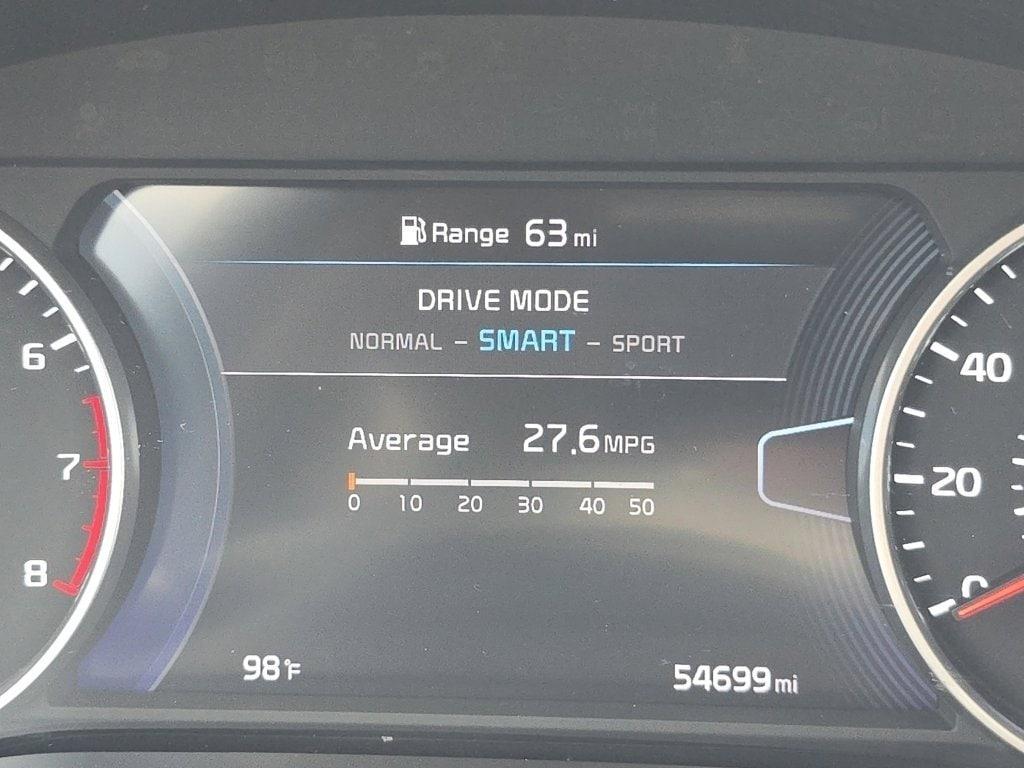 Range 63 mi
DRIVE MODE
NORMAL – SMART – SPORT
Average 27.6 MPG
0 10 20 30 40 50
98°F
54699 mi
6
7
8
40
20
0